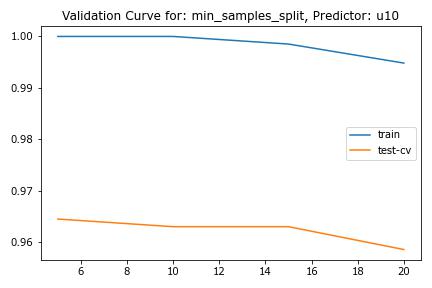 Validation Curve for: min_samples_split, Predictor: u10
1.00
0.99
0.98
0.97
0.96
train
test-cv
6 8 10 12 14 16 18 20